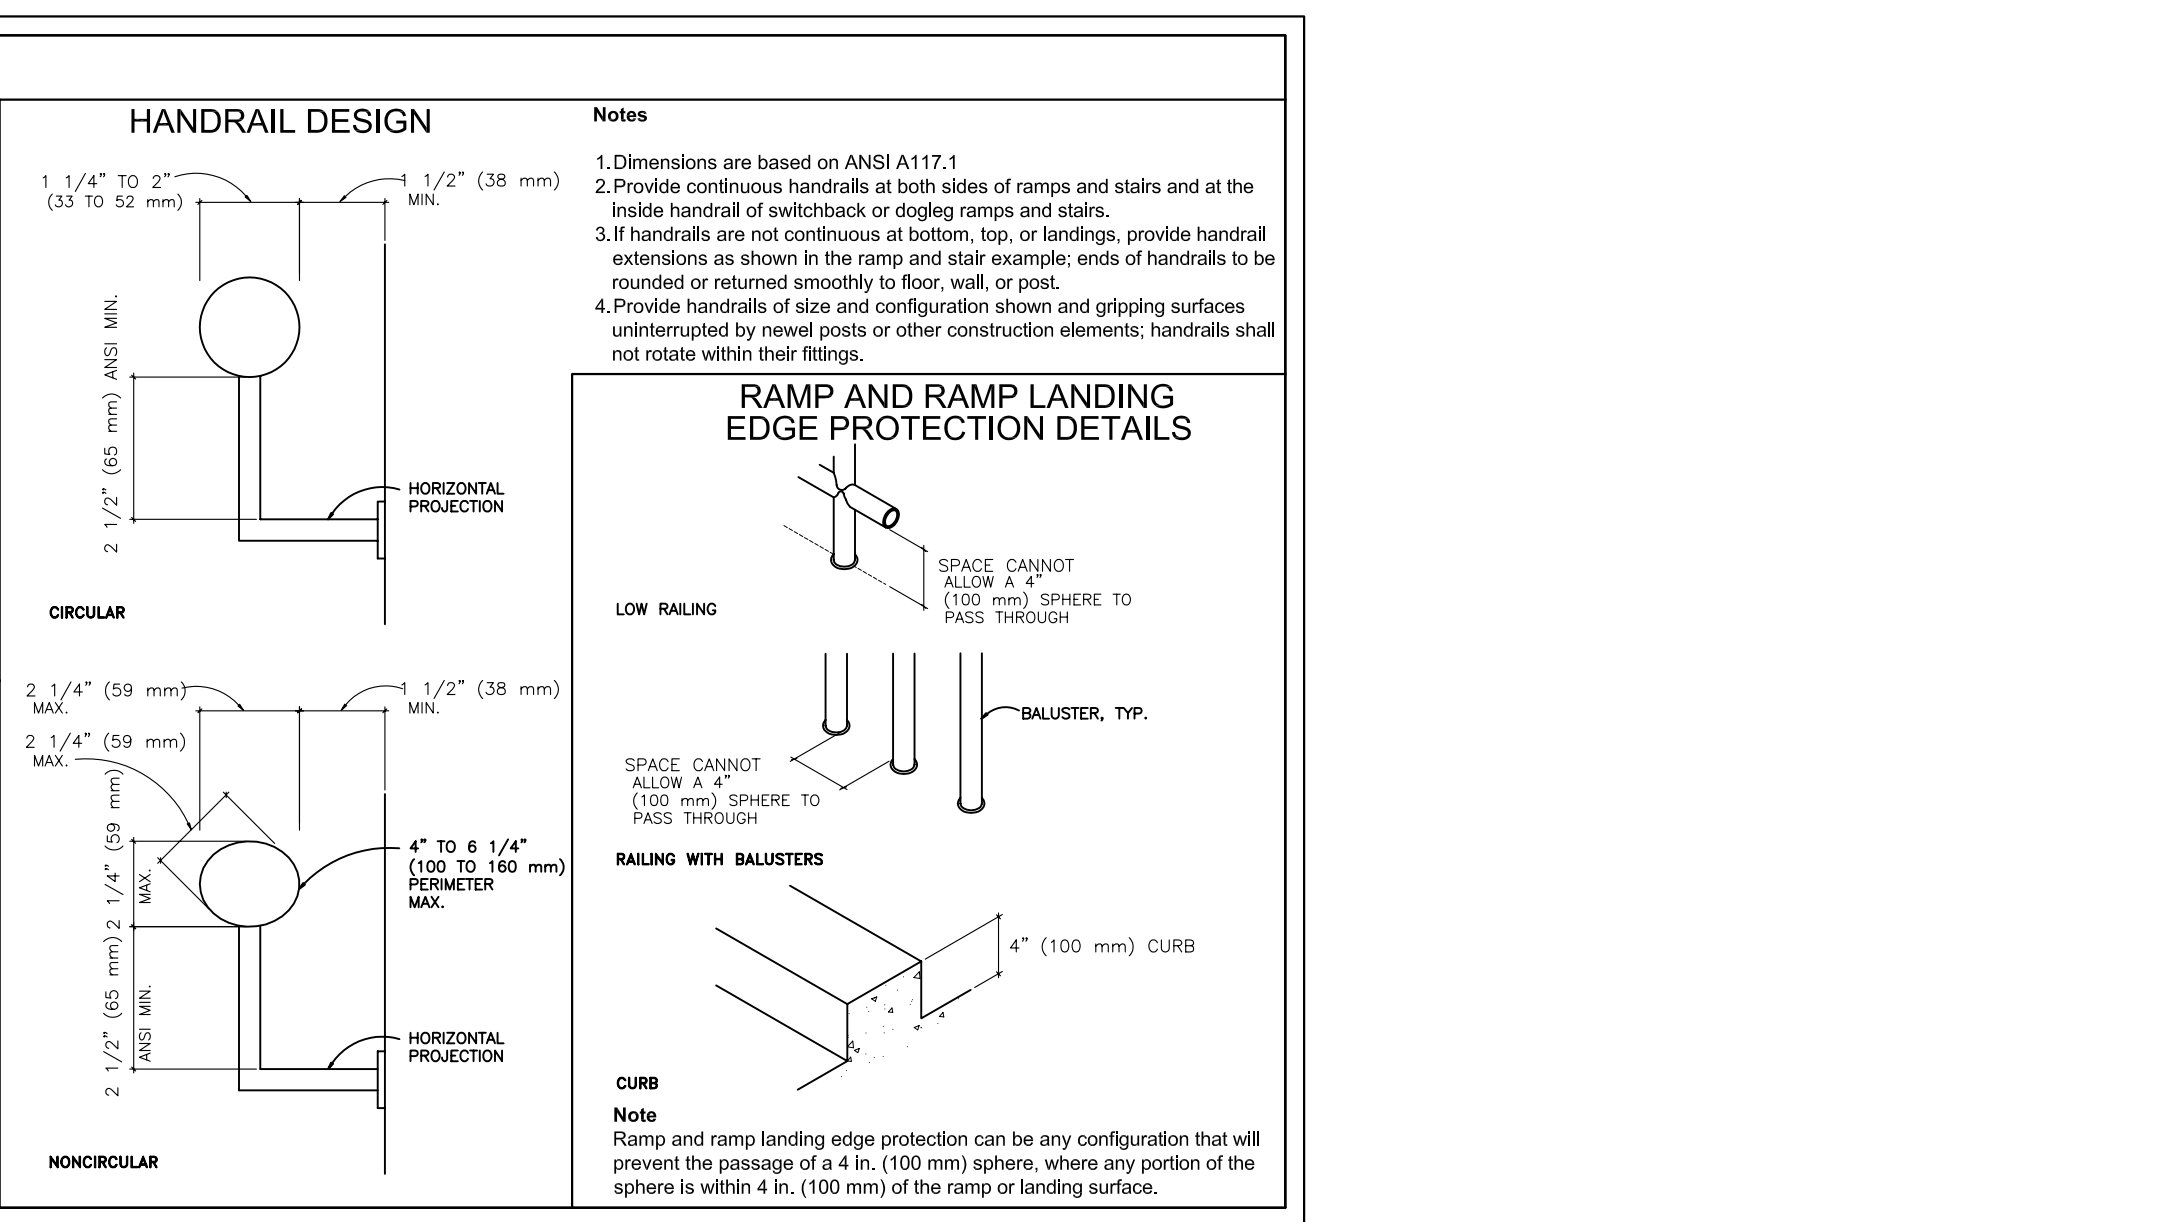 HANDRAIL DESIGN
1 1/4” TO 2”
(33 TO 52 mm)
1 1/2” (38 mm)
MIN.
2 1/2” (65 mm) ANSI MIN.
HORIZONTAL
PROJECTION
CIRCULAR
2 1/4” (59 mm)
MAX.
1 1/2” (38 mm)
MIN.
2 1/4” (59 mm)
MAX.
2 1/4” (59 mm)
MAX.
4” TO 6 1/4”
(100 TO 160 mm)
PERIMETER
MAX.
2 1/2” (65 mm)
ANSI MIN.
HORIZONTAL
PROJECTION
NONCIRCULAR
Notes
1. Dimensions are based on ANSI A117.1
2. Provide continuous handrails at both sides of ramps and stairs and at the
inside handrail of switchback or dogleg ramps and stairs.
3. If handrails are not continuous at bottom, top, or landings, provide handrail
extensions as shown in the ramp and stair example; ends of handrails to be
rounded or returned smoothly to floor, wall, or post.
4. Provide handrails of size and configuration shown and gripping surfaces
uninterrupted by newel posts or other construction elements; handrails shall
not rotate within their fittings.
RAMP AND RAMP LANDING
EDGE PROTECTION DETAILS
SPACE CANNOT
ALLOW A 4”
(100 mm) SPHERE TO
PASS THROUGH
LOW RAILING
BALUSTER, TYP.
SPACE CANNOT
ALLOW A 4”
(100 mm) SPHERE TO
PASS THROUGH
RAILING WITH BALUSTERS
4” (100 mm) CURB
CURB
Note
Ramp and ramp landing edge protection can be any configuration that will
prevent the passage of a 4 in. (100 mm) sphere, where any portion of the
sphere is within 4 in. (100 mm) of the ramp or landing surface.